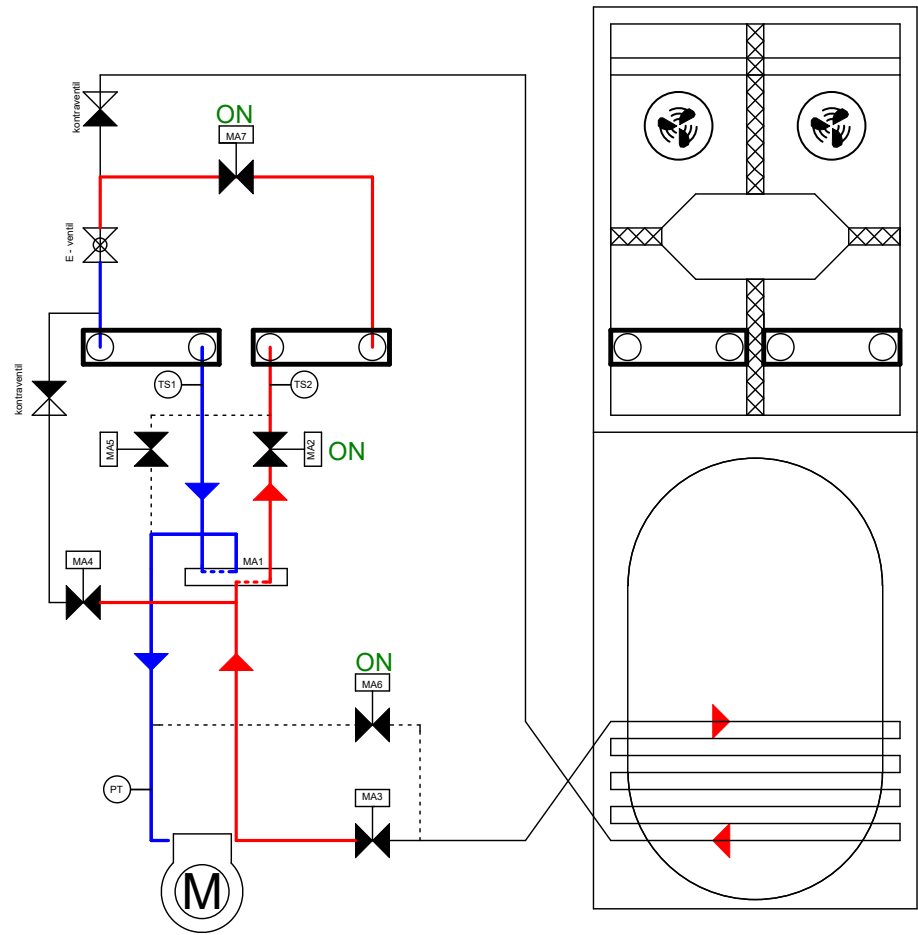 kontraventil
ON
MA7
E - ventil
kontraventil
TS1
TS2
MA5
MA2
ON
MA4
MA1
ON
MA6
PT
MA3
M